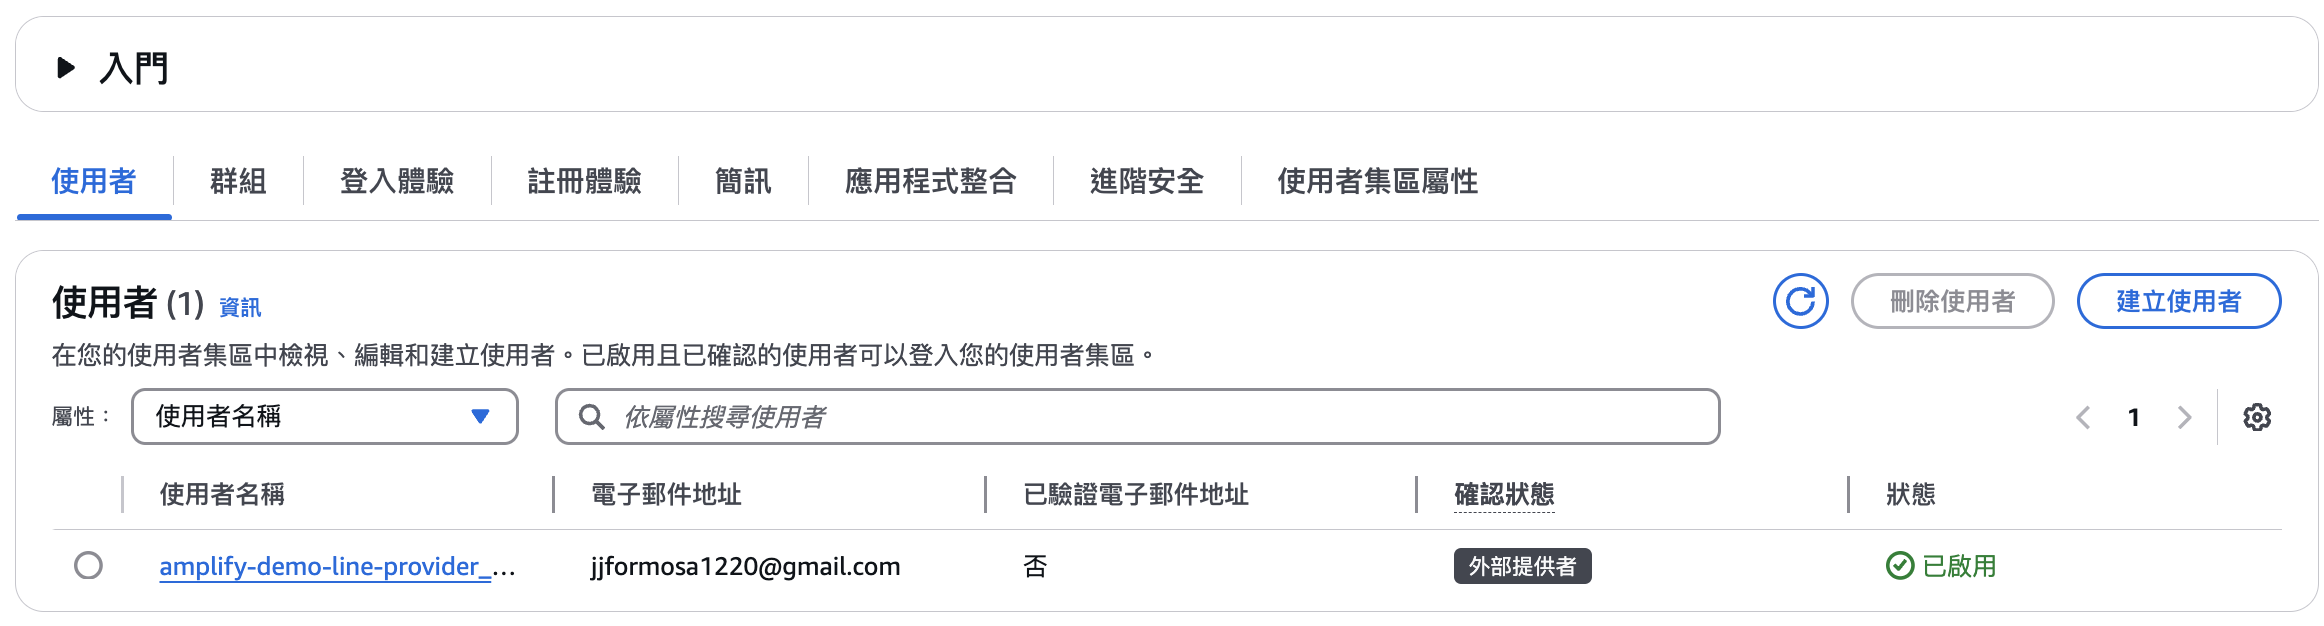 入門
使用者 群組 登入體驗 註冊體驗 簡訊 應用程式整合 進階安全 使用者集區屬性
使用者 (1) 資訊 刪除使用者 建立使用者
在您的使用者集區中檢視、編輯和建立使用者。已啟用且已確認的使用者可以登入您的使用者集區。
屬性： 使用者名稱 依屬性搜尋使用者 1
使用者名稱 電子郵件地址 已驗證電子郵件地址 確認狀態 狀態
amplify-demo-line-provider_... jjformosa1220@gmail.com 否 外部提供者 已啟用